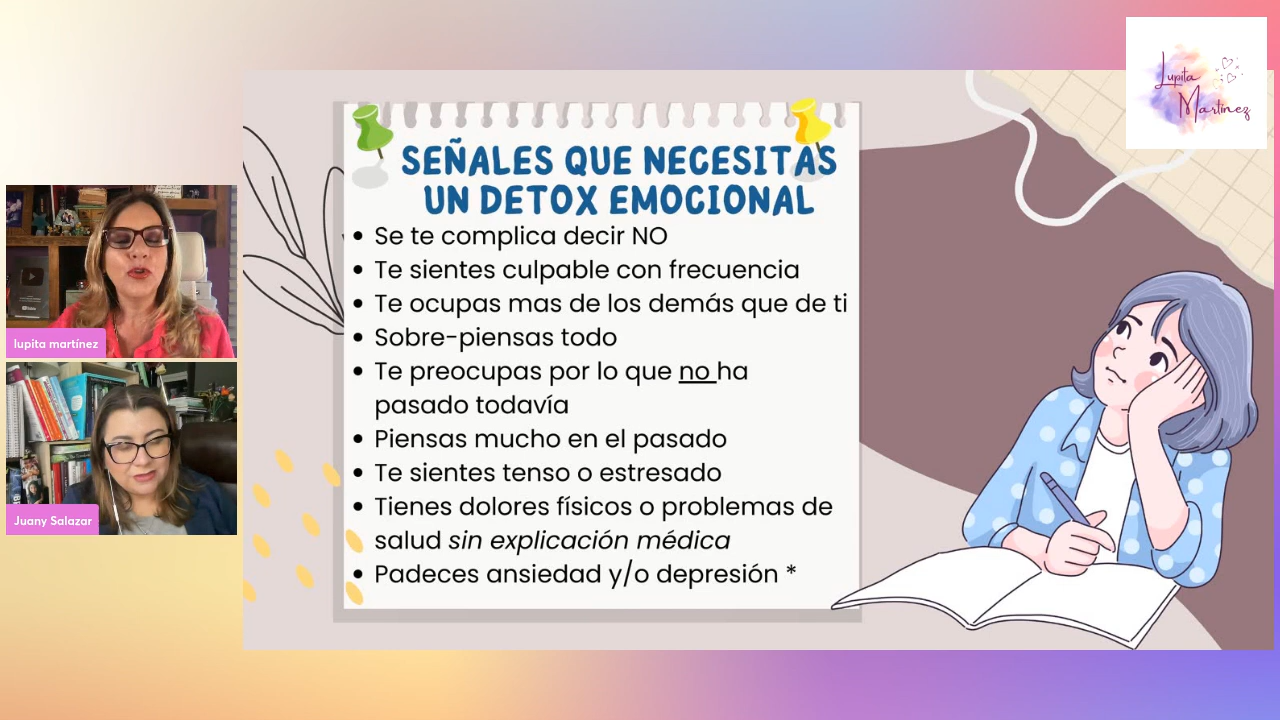 Lupita
Martínez
SEÑALES QUE NECESITAS
UN DETOX EMOCIONAL
• Se te complica decir NO
• Te sientes culpable con frecuencia
• Te ocupas mas de los demás que de ti
• Sobre-piensas todo
• Te preocupas por lo que no ha
pasado todavía
• Piensas mucho en el pasado
• Te sientes tenso o estresado
• Tienes dolores físicos o problemas de
salud sin explicación médica
• Padeces ansiedad y/o depresión *
lupita martínez
Juany Salazar